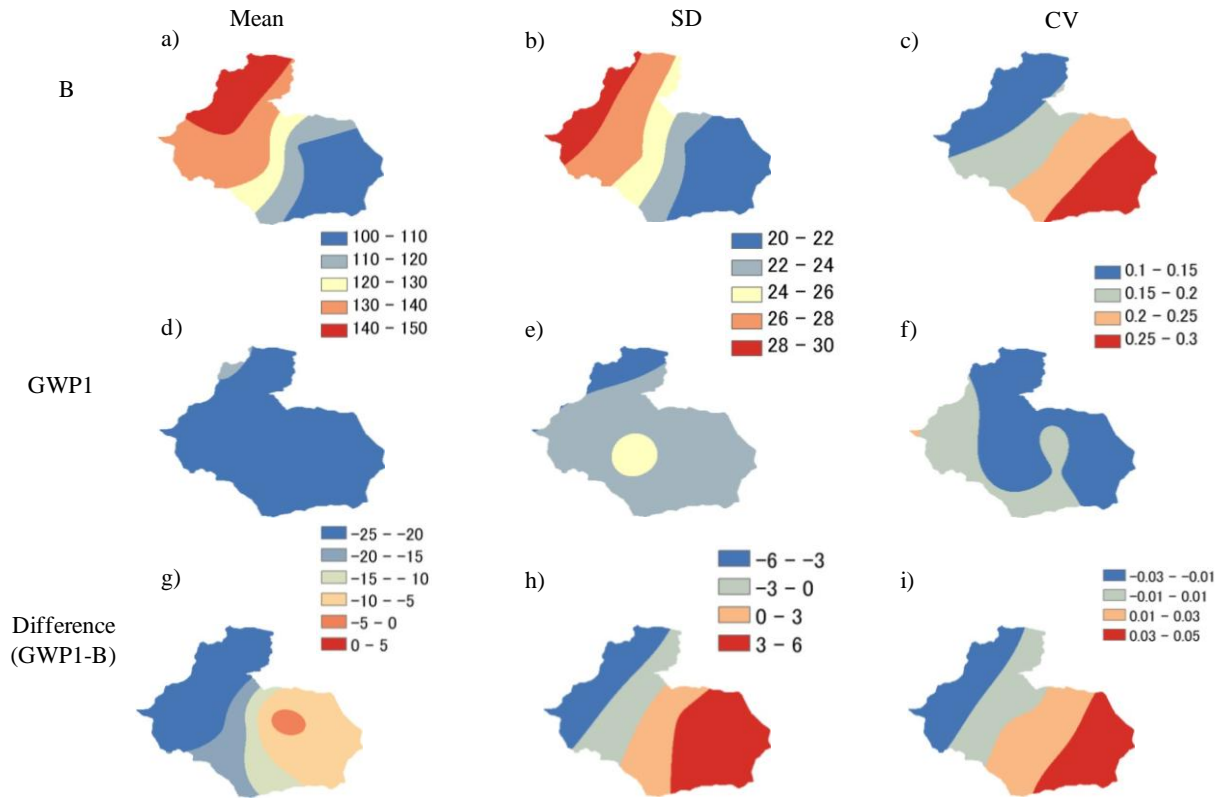 Mean
SD
CV
a)
b)
c)
B
100 - 110
110 - 120
120 - 130
130 - 140
140 - 150
20 - 22
22 - 24
24 - 26
26 - 28
28 - 30
0.1 - 0.15
0.15 - 0.2
0.2 - 0.25
0.25 - 0.3
d)
e)
f)
GWP1
-25 - -20
-20 - -15
-15 - - 10
-10 - -5
-5 - 0
0 - 5
-6 - -3
-3 - 0
0 - 3
3 - 6
-0.03 - -0.01
-0.01 - 0.01
0.01 - 0.03
0.03 - 0.05
g)
h)
i)
Difference
(GWP1-B)